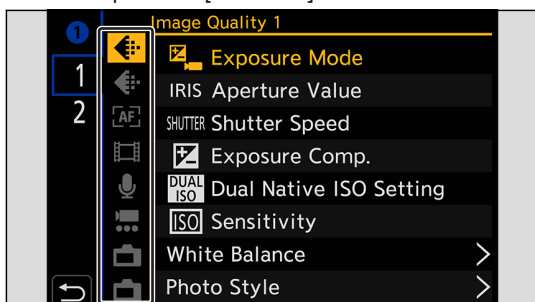 Image Quality 1
1
1
2
AF
Exposure Mode
IRIS Aperture Value
SHUTTER Shutter Speed
Exposure Comp.
DUAL ISO Dual Native ISO Setting
ISO Sensitivity
White Balance
Photo Style